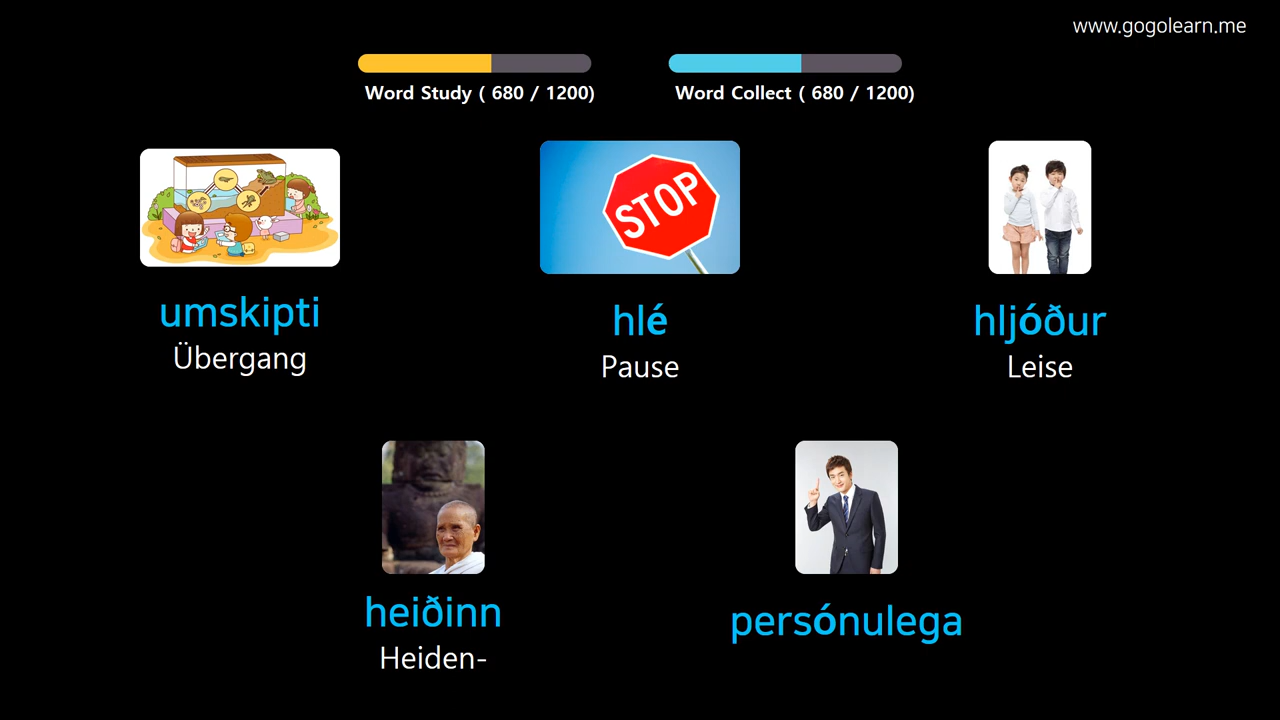 www.gogolearn.me
Word Study ( 680 / 1200)
Word Collect ( 680 / 1200)
STOP
umskipti
Übergang
hlé
Pause
hljóður
Leise
heiðinn
Heiden-
persónulega